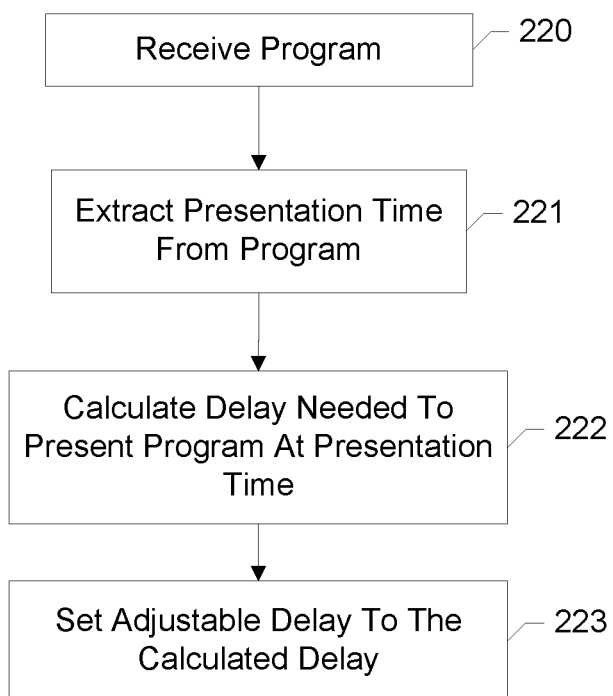 Receive Program
220
Extract Presentation Time
From Program
221
Calculate Delay Needed To
Present Program At Presentation
Time
222
Set Adjustable Delay To The
Calculated Delay
223